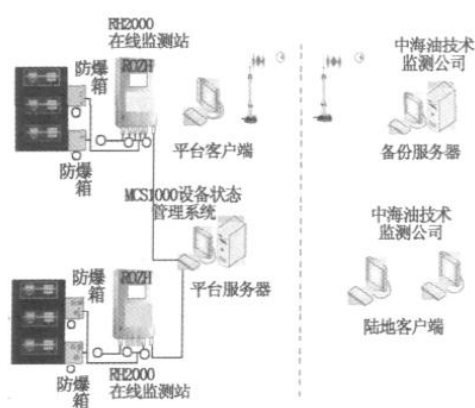 RH2000
在线监测站
防爆
箱
ROZH
防爆
箱
平台客户端
中海油技术
监测公司
备份服务器
MCS1000设备状态
管理系统
平台服务器
中海油技术
监测公司
陆地客户端
防爆
箱
ROZH
防爆
箱
RH2000
在线监测站